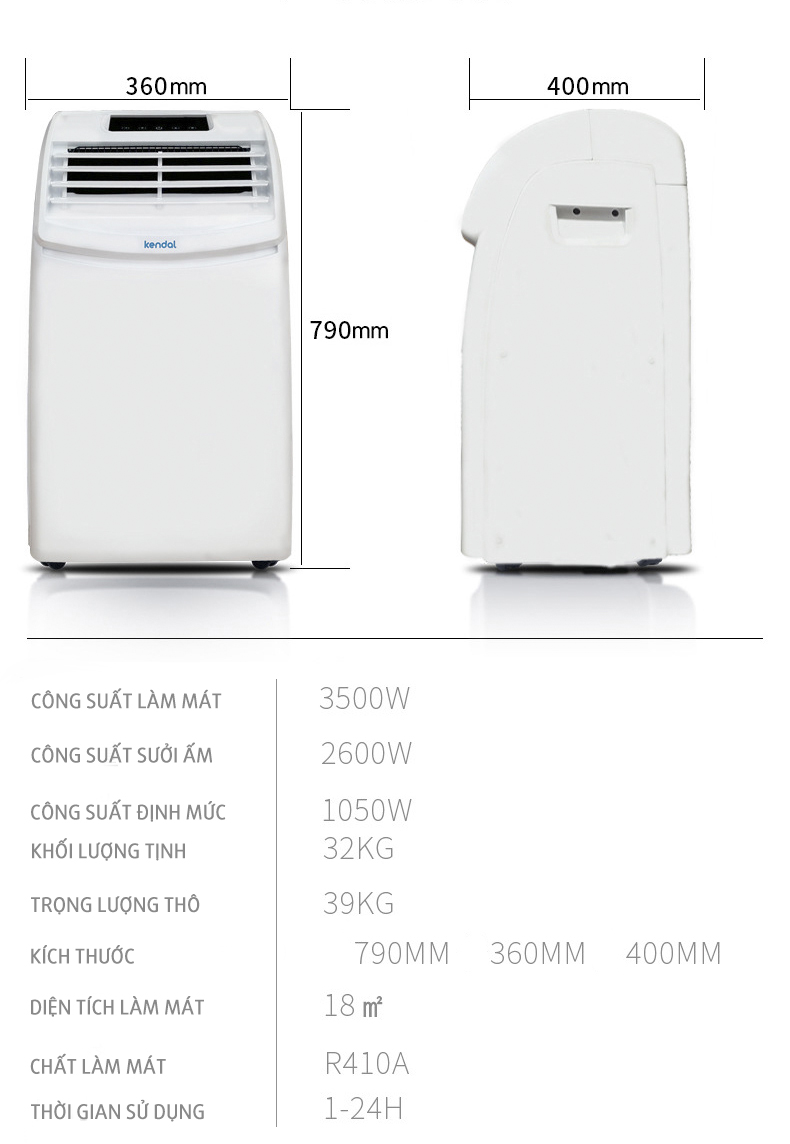 360mm
400mm
kendal
790mm
CÔNG SUẤT LÀM MÁT 3500W
CÔNG SUẤT SƯỞI ẤM 2600W
CÔNG SUẤT ĐỊNH MỨC 1050W
KHỐI LƯỢNG TỊNH 32KG
TRỌNG LƯỢNG THÔ 39KG
KÍCH THƯỚC 790MM 360MM 400MM
DIỆN TÍCH LÀM MÁT 18 ㎡
CHẤT LÀM MÁT R410A
THỜI GIAN SỬ DỤNG 1-24H